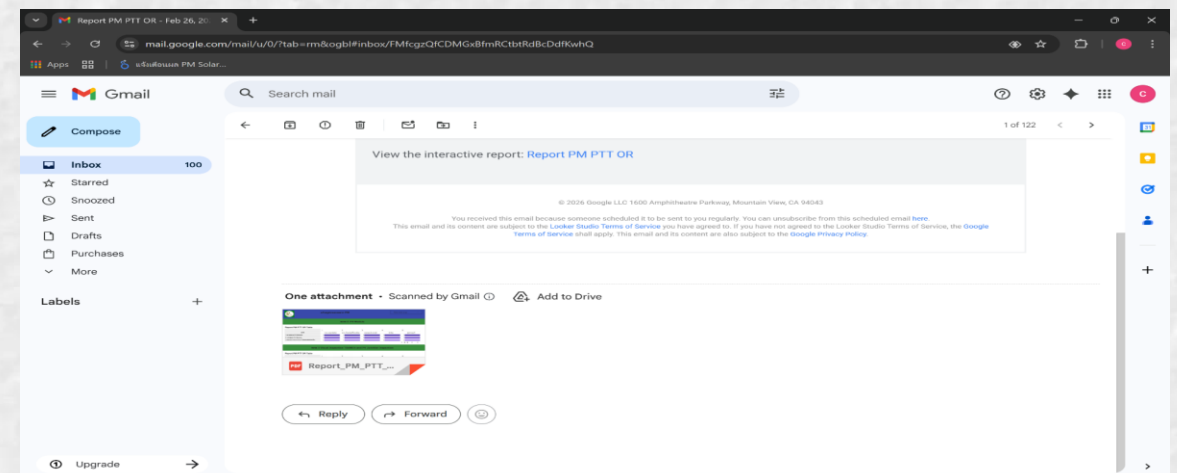 Report PM PTT OR - Feb 26, 20
mail.google.com/mail/u/0/?tab=rm&ogbl#inbox/FMfcgzQfCDMGxBfmRCtbtRdBcDdfKwhQ
Apps
PM Solar...
Gmail
Search mail
Compose
1 of 122
Inbox 100
Starred
Snoozed
Sent
Drafts
Purchases
More
Labels
Upgrade
View the interactive report: Report PM PTT OR
© 2026 Google LLC 1600 Amphitheatre Parkway, Mountain View, CA 94043
You received this email because someone scheduled it to be sent to you regularly. You can unsubscribe from this scheduled email here.
This email and its content are subject to the Looker Studio Terms of Service you have agreed to. If you have not agreed to the Looker Studio Terms of Service, the Google
Terms of Service shall apply. This email and its content are also subject to the Google Privacy Policy.
One attachment • Scanned by Gmail Add to Drive
PDF Report_PM_PTT_...
Reply Forward